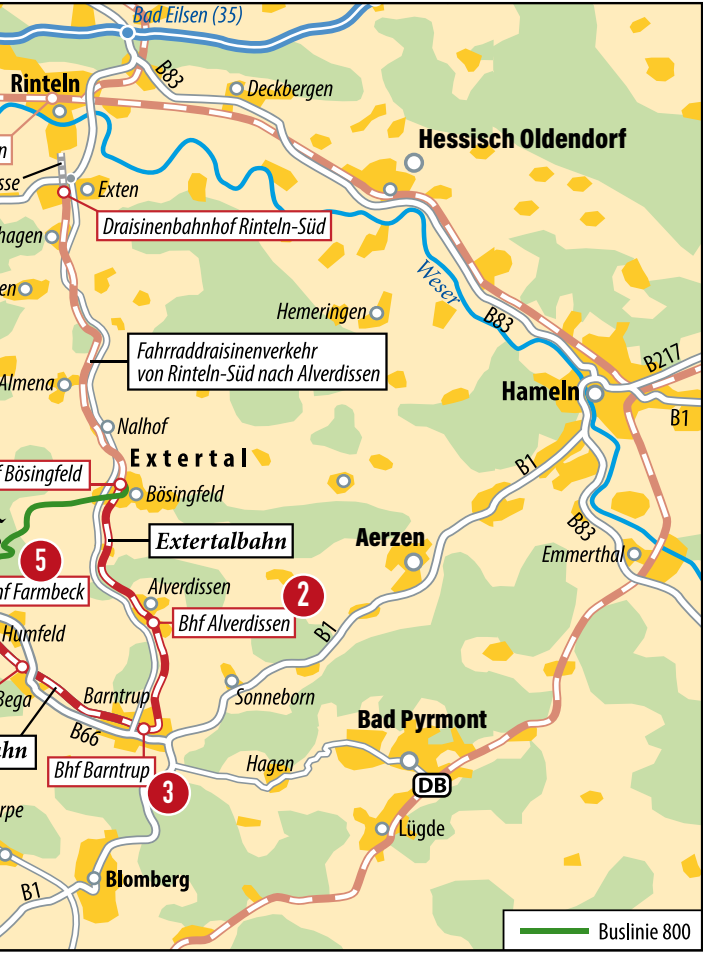 Bad Eilsen (35)
B83
Rinteln
Deckbergen
Hessisch Oldendorf
n
sse
Exten
Draisinenbahnhof Rinteln-Süd
hagen
Weser
en
Hemeringen
B83
Fahrraddraisinenverkehr
von Rinteln-Süd nach Alverdissen
B217
Almena
Hameln
B1
Nalhof
Extertal
f Bösingfeld
B1
Bösingfeld
B83
Extertalbahn
Aerzen
Emmerthal
5
Alverdissen
2
hf Farmbeck
Bhf Alverdissen
B1
Humfeld
Bega
Barntrup
Sonneborn
B66
Bad Pyrmont
hn
Hagen
Bhf Barntrup
DB
3
rpe
Lügde
B1
Blomberg
Buslinie 800